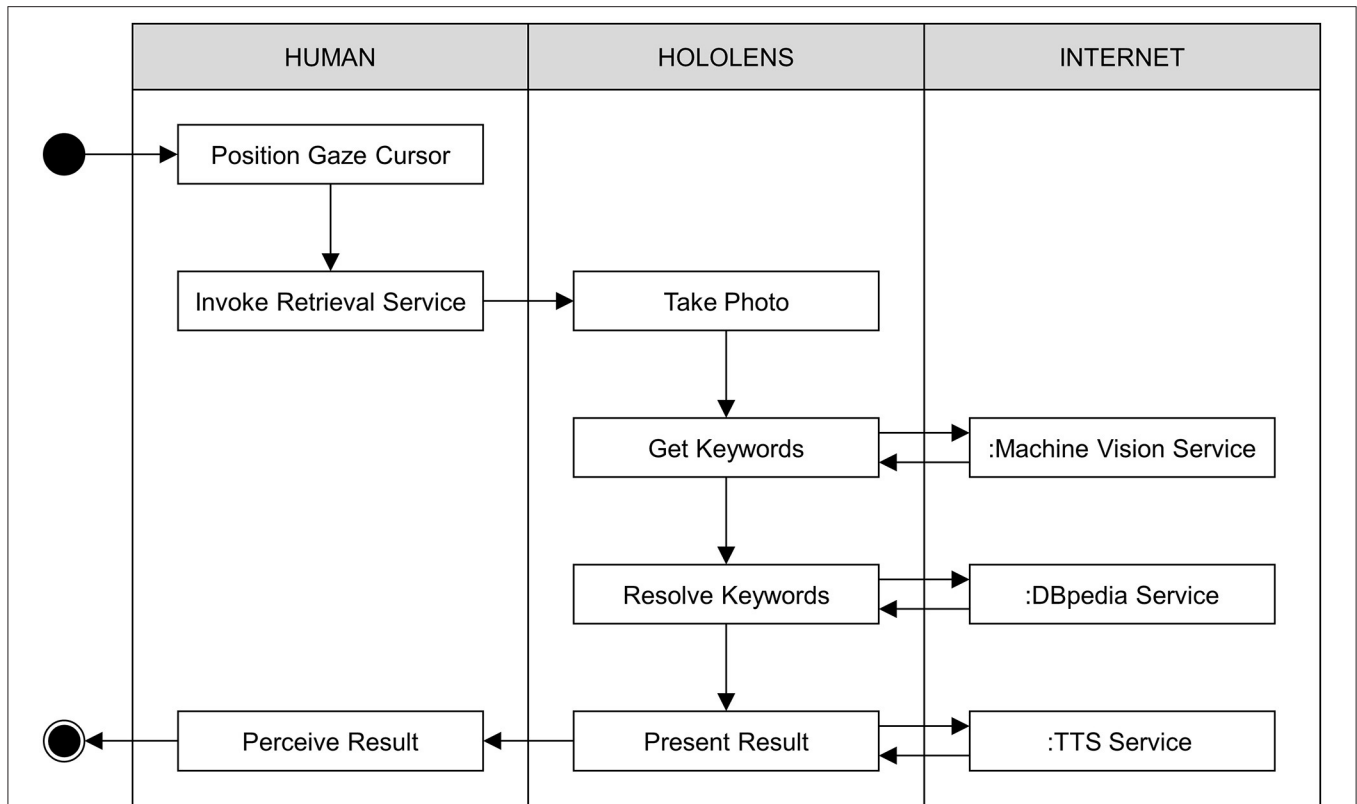 HUMAN
HOLOLENS
INTERNET
Position Gaze Cursor
Invoke Retrieval Service
Take Photo
Get Keywords
:Machine Vision Service
Resolve Keywords
:DBpedia Service
Perceive Result
Present Result
:TTS Service